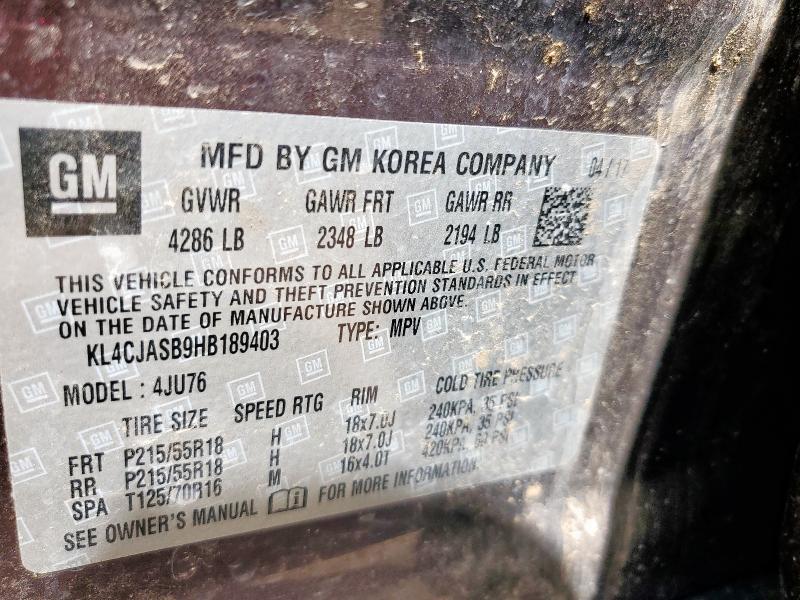 GM
MFD BY GM KOREA COMPANY 04/17
GVWR GAWR FRT GAWR RR
4286 LB 2348 LB 2194 LB
THIS VEHICLE CONFORMS TO ALL APPLICABLE U.S. FEDERAL MOTOR
VEHICLE SAFETY AND THEFT PREVENTION STANDARDS IN EFFECT
ON THE DATE OF MANUFACTURE SHOWN ABOVE.
KL4CJASB9HB189403 TYPE: MPV
MODEL: 4JU76
TIRE SIZE SPEED RTG RIM COLD TIRE PRESSURE
FRT P215/55R18 H 18x7.0J 240KPA, 35 PSI
RR P215/55R18 H 18x7.0J 240KPA, 35 PSI
SPA T125/70R16 M 16x4.0T 420KPA, PSI
SEE OWNER'S MANUAL FOR MORE INFORMATION.